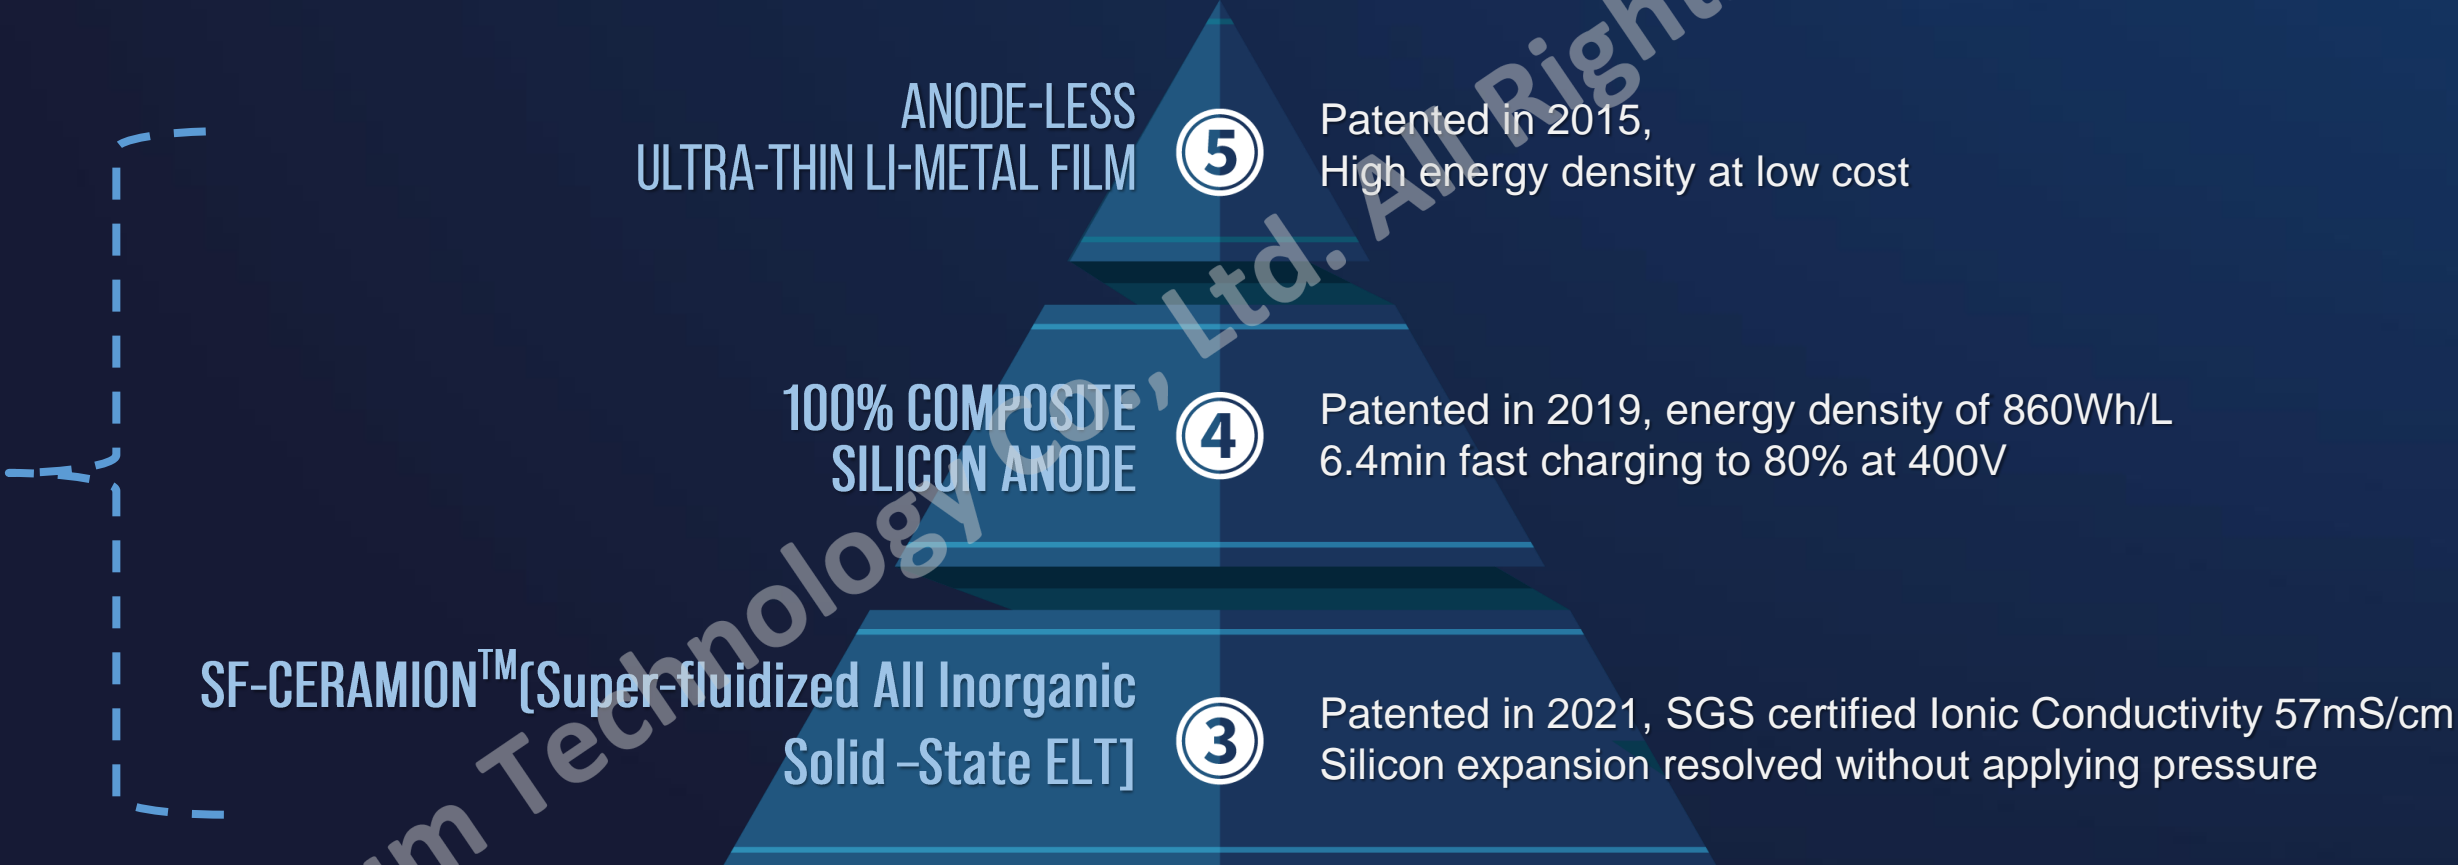 ANODE-LESS
ULTRA-THIN LI-METAL FILM
5
Patented in 2015,
High energy density at low cost
100% COMPOSITE
SILICON ANODE
4
Patented in 2019, energy density of 860Wh/L
6.4min fast charging to 80% at 400V
SF-CERAMION™(Super-fluidized All Inorganic
Solid –State ELT]
3
Patented in 2021, SGS certified Ionic Conductivity 57mS/cm
Silicon expansion resolved without applying pressure
Technology Co., Ltd. All